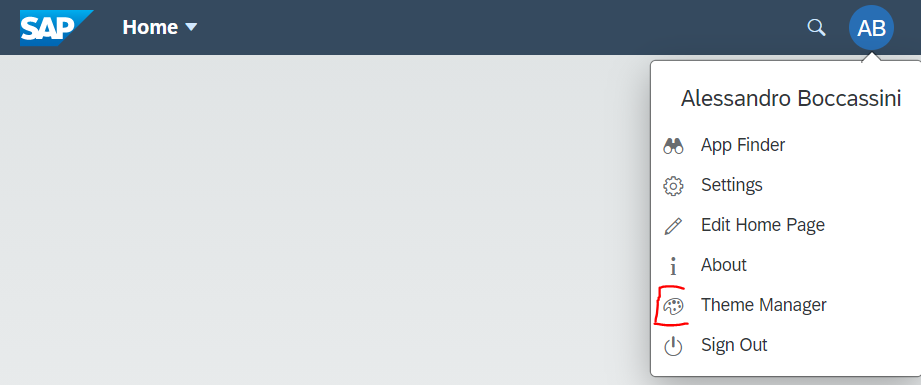 SAP
Home
AB
Alessandro Boccassini
App Finder
Settings
Edit Home Page
About
Theme Manager
Sign Out